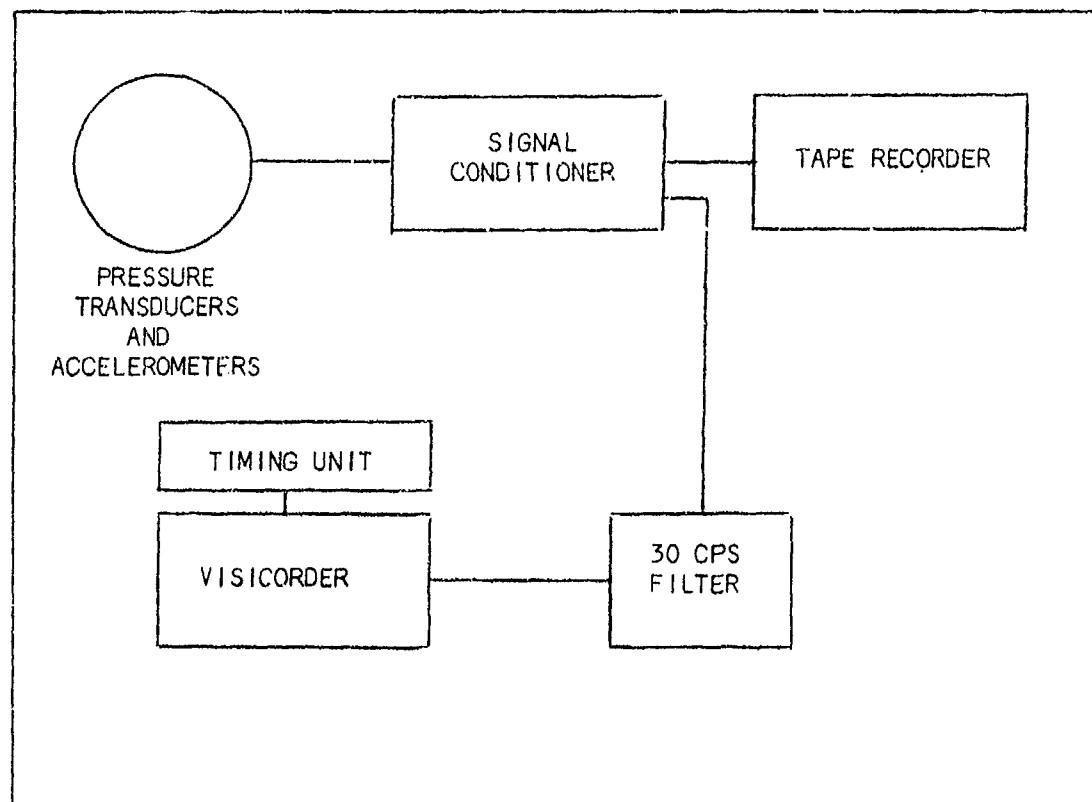 SIGNAL
CONDITIONER
TAPE RECORDER
PRESSURE
TRANSDUCERS
AND
ACCELEROMETERS
TIMING UNIT
VISICORDER
30 CPS
FILTER